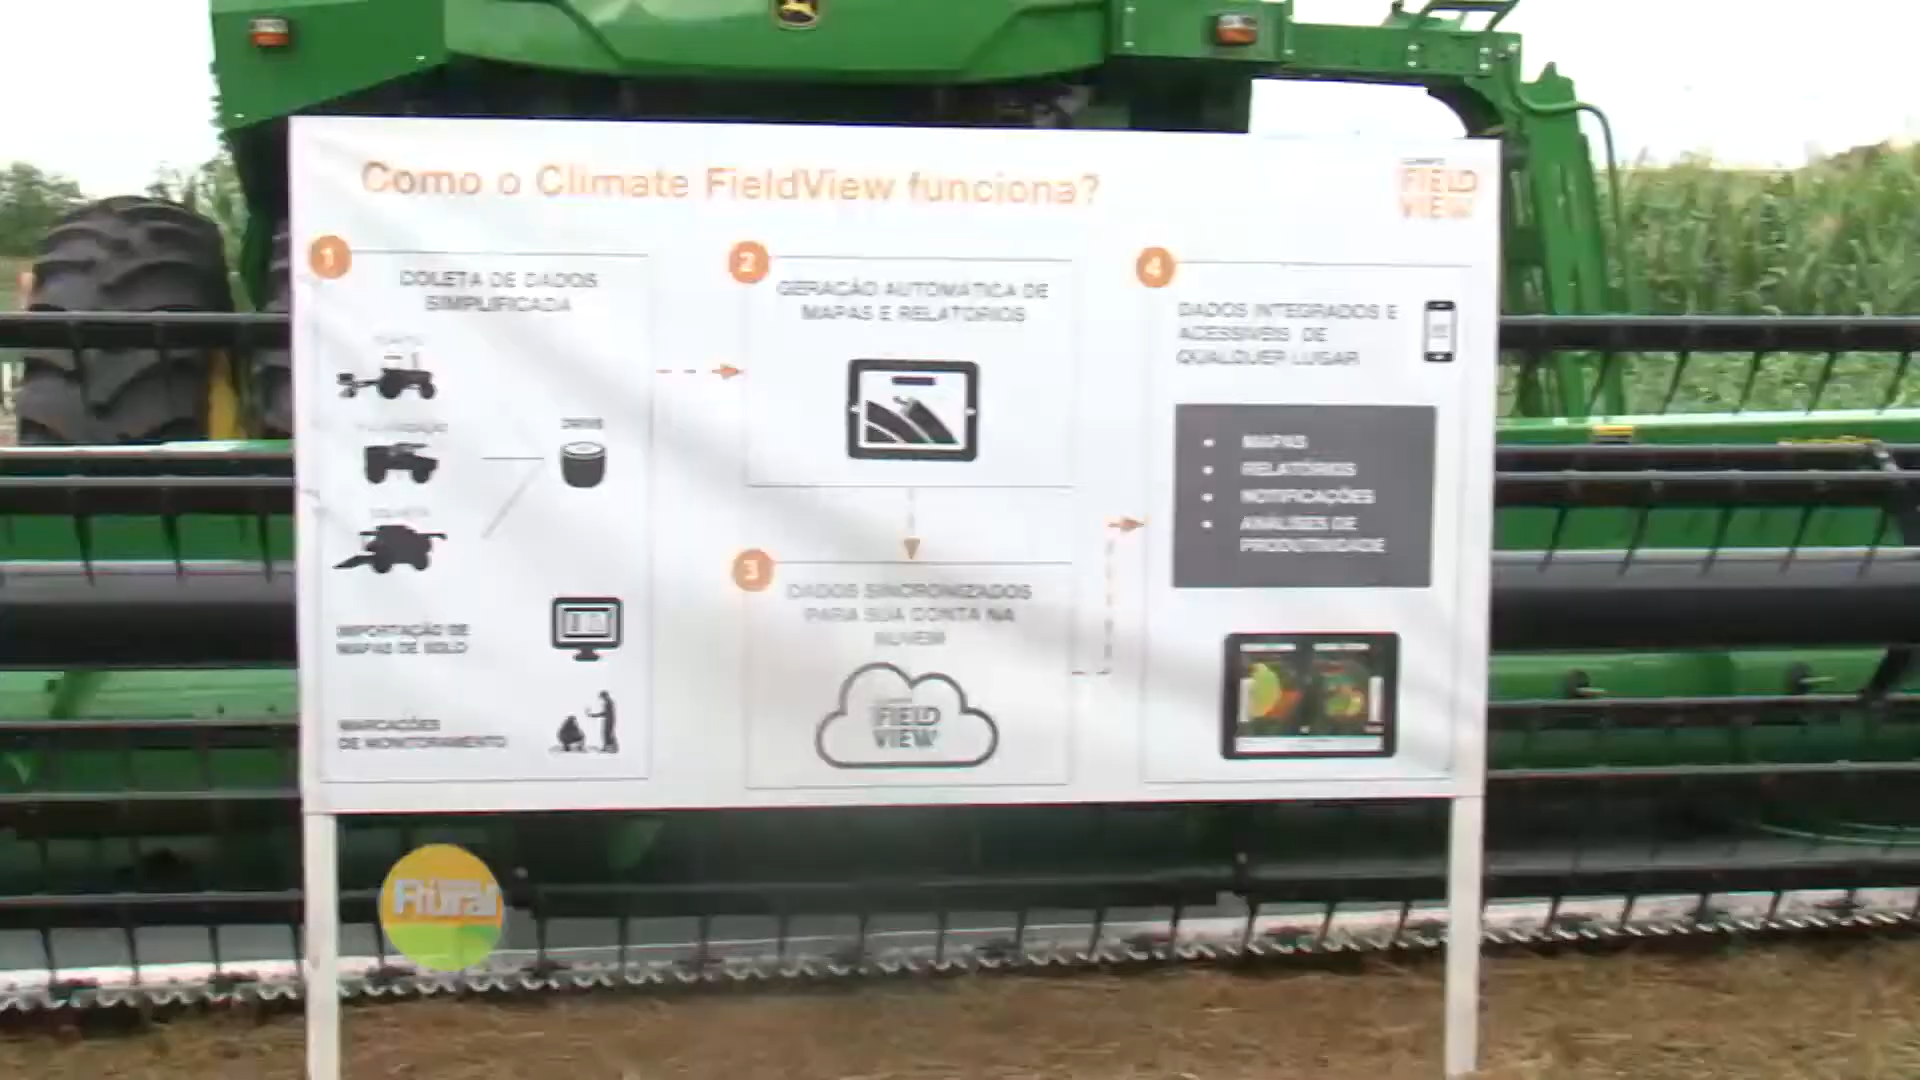 Como o Climate FieldView funciona?
FIELD
VIEW
1
COLETA DE DADOS
SIMPLIFICADA
DRIVE
IMPORTAÇÃO DE
MAPAS DE SOLO
MARCAÇÕES
DE MONITORAMENTO
2
GERAÇÃO AUTOMÁTICA DE
MAPAS E RELATÓRIOS
3
DADOS SINCRONIZADOS
PARA SUA CONTA NA
NUVEM
FIELD
VIEW
4
DADOS INTEGRADOS E
ACESSÍVEIS DE
QUALQUER LUGAR
• MAPAS
• RELATÓRIOS
• NOTIFICAÇÕES
• ANÁLISES DE
PRODUTIVIDADE